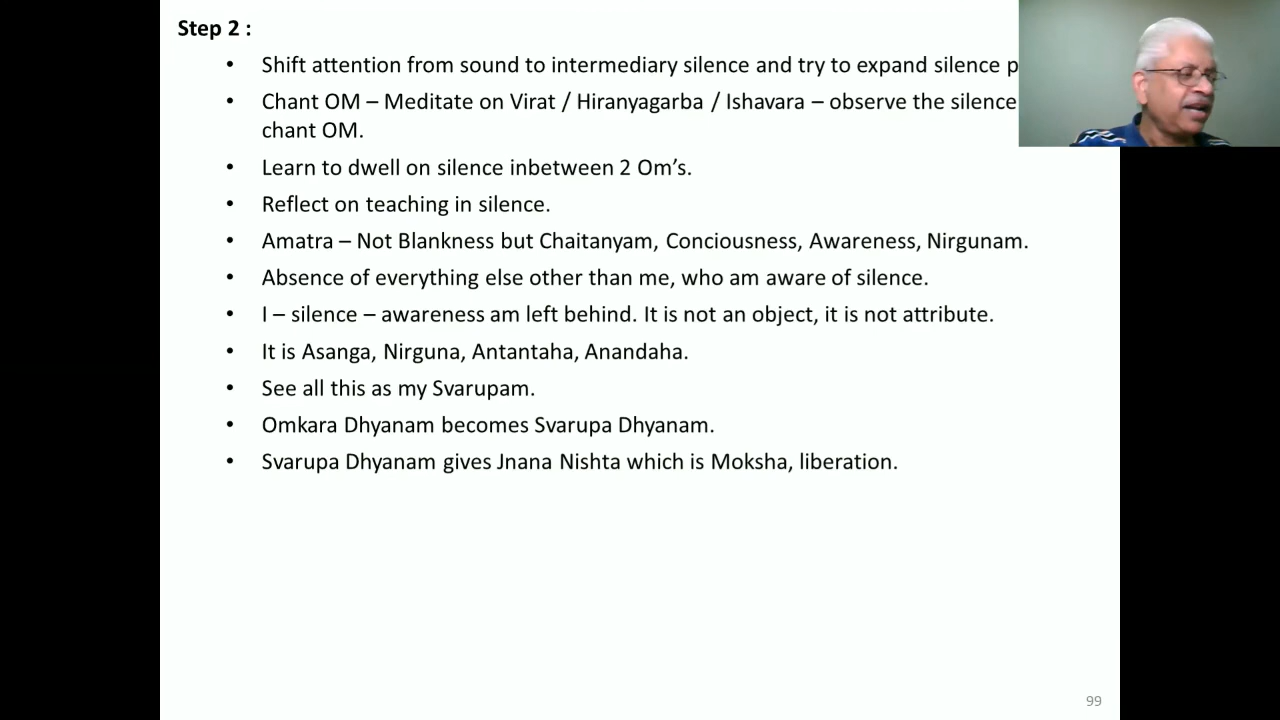 Step 2 :
• Shift attention from sound to intermediary silence and try to expand silence p
• Chant OM – Meditate on Virat / Hiranyagarba / Ishavara – observe the silence
chant OM.
• Learn to dwell on silence inbetween 2 Om’s.
• Reflect on teaching in silence.
• Amatra – Not Blankness but Chaitanyam, Conciousness, Awareness, Nirgunam.
• Absence of everything else other than me, who am aware of silence.
• I – silence – awareness am left behind. It is not an object, it is not attribute.
• It is Asanga, Nirguna, Antantaha, Anandaha.
• See all this as my Svarupam.
• Omkara Dhyanam becomes Svarupa Dhyanam.
• Svarupa Dhyanam gives Jnana Nishta which is Moksha, liberation.
99